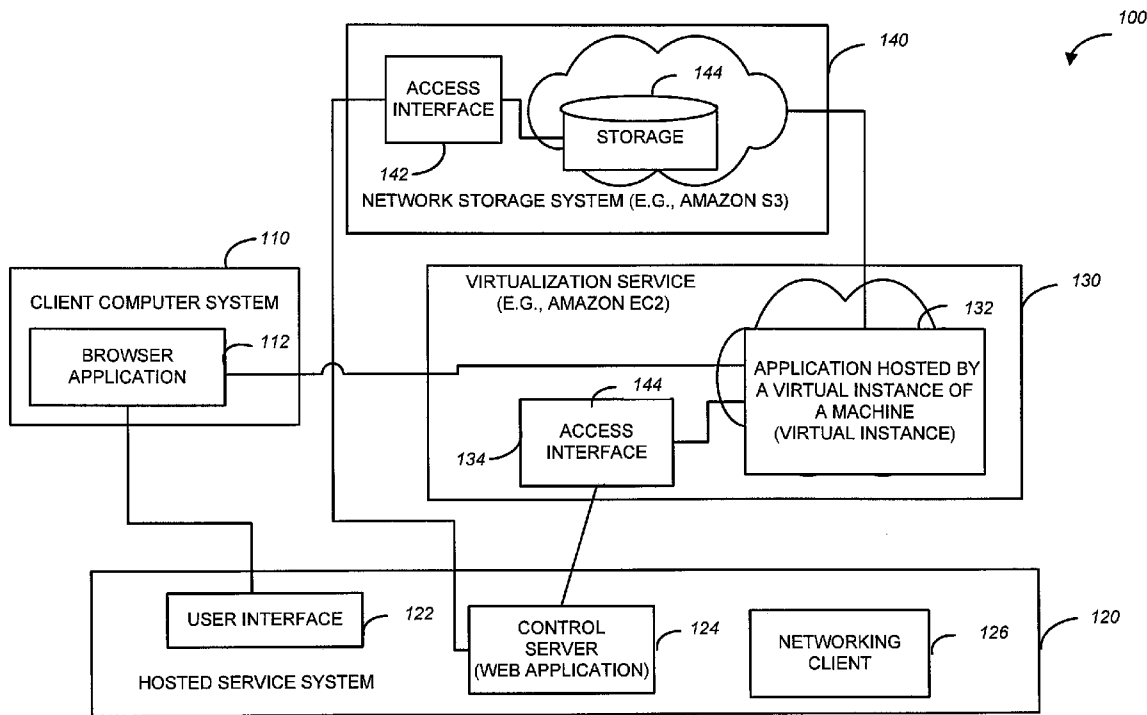 100
140
144
ACCESS
INTERFACE
STORAGE
142
NETWORK STORAGE SYSTEM (E.G., AMAZON S3)
110
CLIENT COMPUTER SYSTEM
BROWSER
APPLICATION
112
VIRTUALIZATION SERVICE
(E.G., AMAZON EC2)
130
132
APPLICATION HOSTED BY
A VIRTUAL INSTANCE OF
A MACHINE
(VIRTUAL INSTANCE)
144
ACCESS
INTERFACE
134
USER INTERFACE
122
CONTROL
SERVER
(WEB APPLICATION)
124
NETWORKING
CLIENT
126
120
HOSTED SERVICE SYSTEM